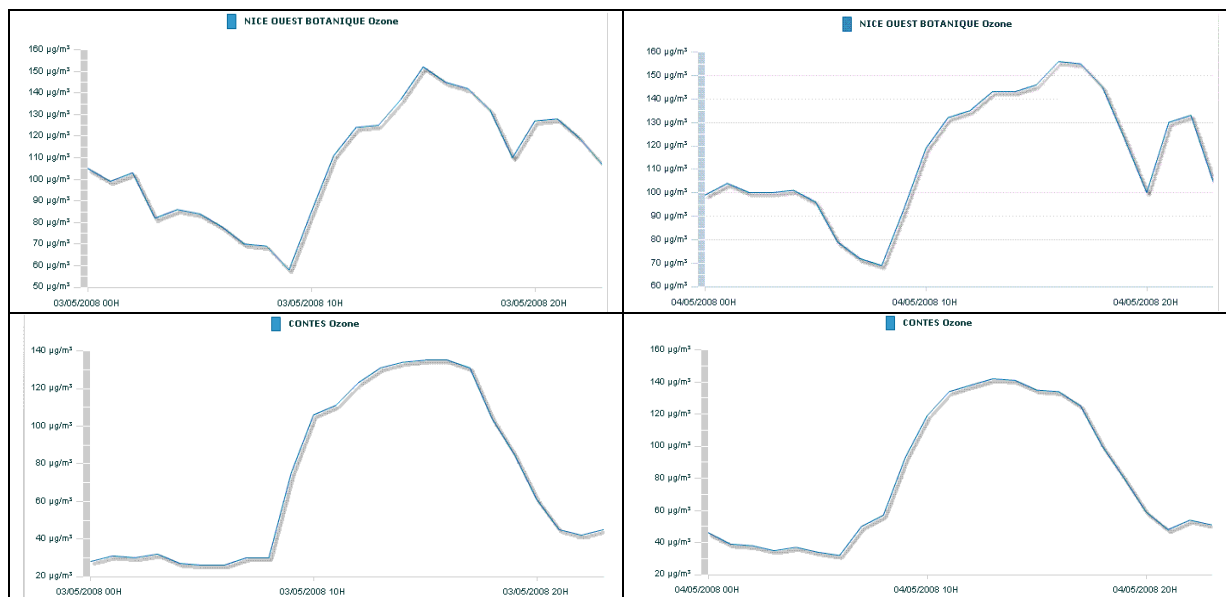 NICE OUEST BOTANIQUE Ozone
160 µg/m³
150 µg/m³
140 µg/m³
130 µg/m³
120 µg/m³
110 µg/m³
100 µg/m³
90 µg/m³
80 µg/m³
70 µg/m³
60 µg/m³
50 µg/m³
03/05/2008 00H 03/05/2008 10H 03/05/2008 20H
NICE OUEST BOTANIQUE Ozone
160 µg/m³
150 µg/m³
140 µg/m³
130 µg/m³
120 µg/m³
110 µg/m³
100 µg/m³
90 µg/m³
80 µg/m³
70 µg/m³
60 µg/m³
04/05/2008 00H 04/05/2008 10H 04/05/2008 20H
CONTES Ozone
140 µg/m³
120 µg/m³
100 µg/m³
80 µg/m³
60 µg/m³
40 µg/m³
20 µg/m³
03/05/2008 00H 03/05/2008 10H 03/05/2008 20H
CONTES Ozone
160 µg/m³
140 µg/m³
120 µg/m³
100 µg/m³
80 µg/m³
60 µg/m³
40 µg/m³
20 µg/m³
04/05/2008 00H 04/05/2008 10H 04/05/2008 20H